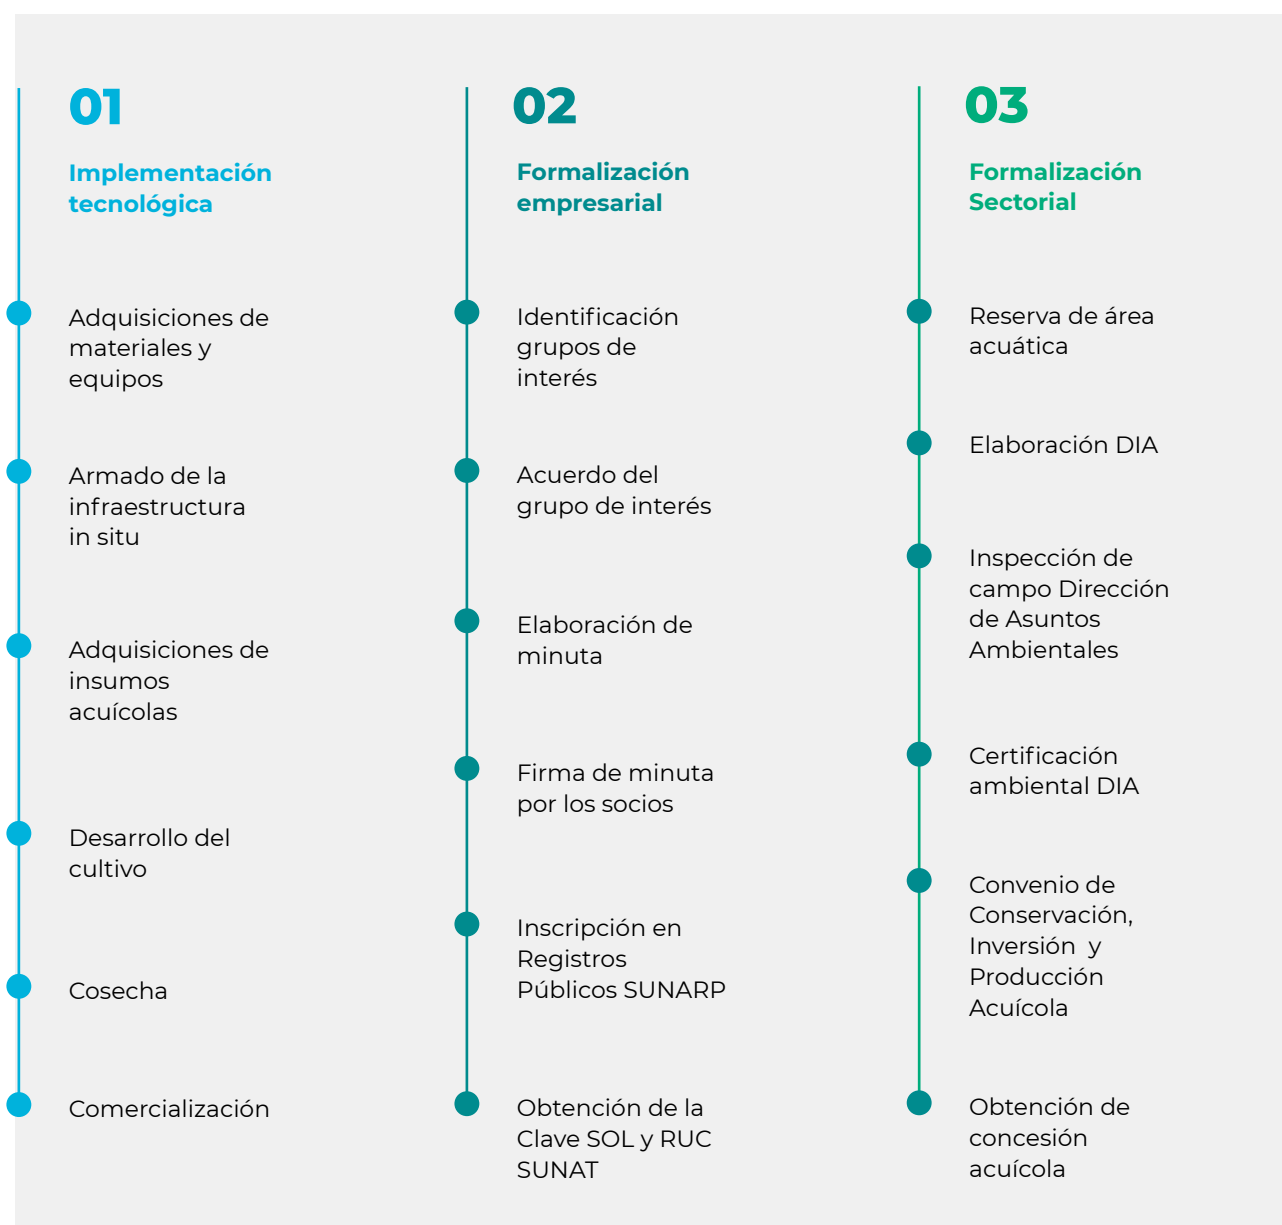 01
Implementación
tecnológica
Adquisiciones de
materiales y
equipos
Armado de la
infraestructura
in situ
Adquisiciones de
insumos
acuícolas
Desarrollo del
cultivo
Cosecha
Comercialización
02
Formalización
empresarial
Identificación
grupos de
interés
Acuerdo del
grupo de interés
Elaboración de
minuta
Firma de minuta
por los socios
Inscripción en
Registros
Públicos SUNARP
Obtención de la
Clave SOL y RUC
SUNAT
03
Formalización
Sectorial
Reserva de área
acuática
Elaboración DIA
Inspección de
campo Dirección
de Asuntos
Ambientales
Certificación
ambiental DIA
Convenio de
Conservación,
Inversión y
Producción
Acuícola
Obtención de
concesión
acuícola